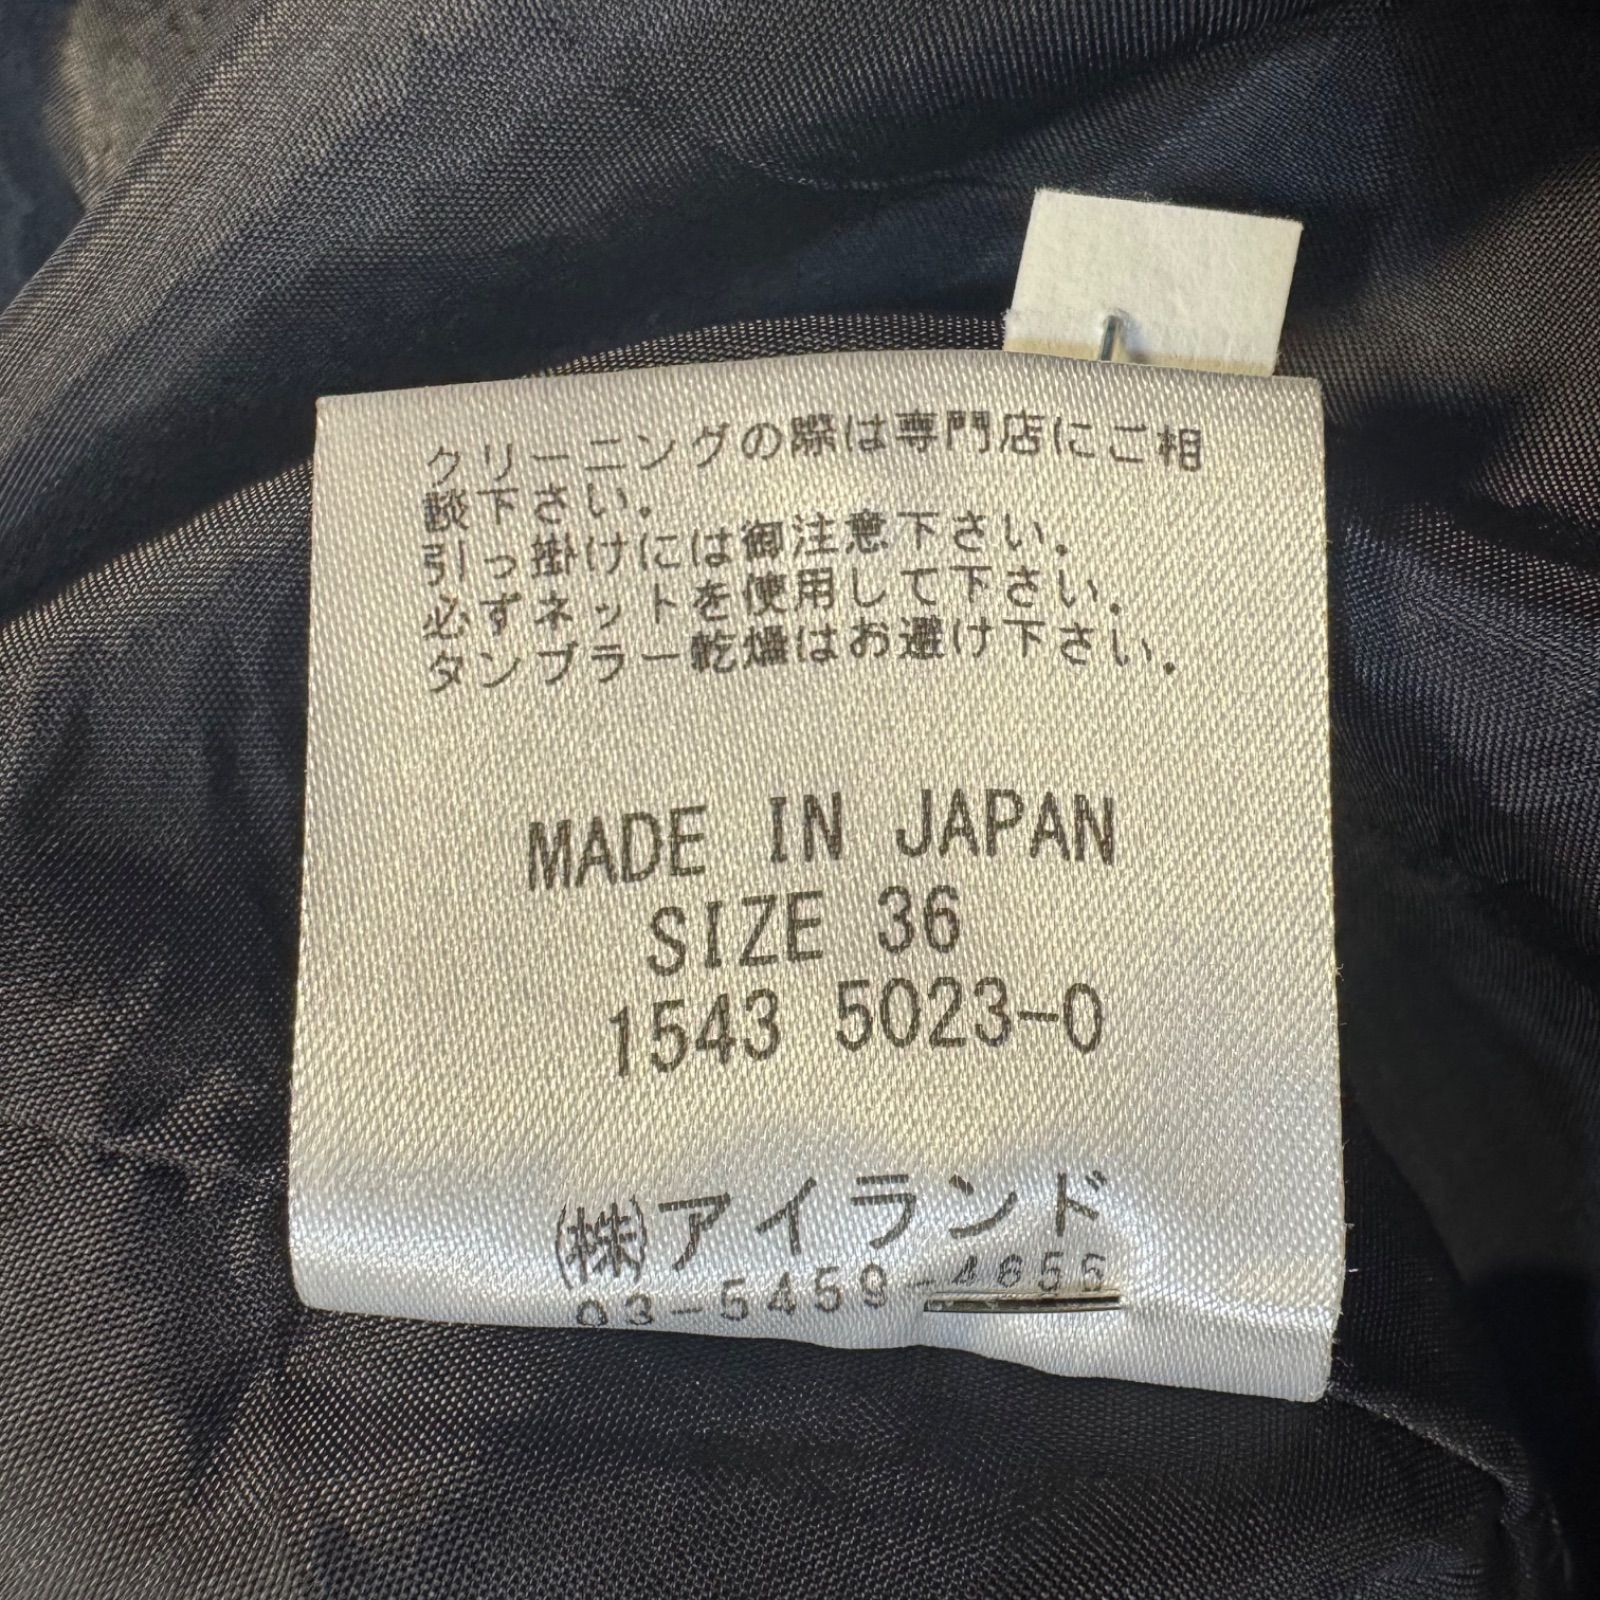 クリーニングの際は専門店にご相
談下さい。
引っ掛けには御注意下さい。
必ずネットを使用して下さい。
タンブラー乾燥はお避け下さい。
MADE IN JAPAN
SIZE 36
1543 5023-0
(株)アイランド
03-5459-4655